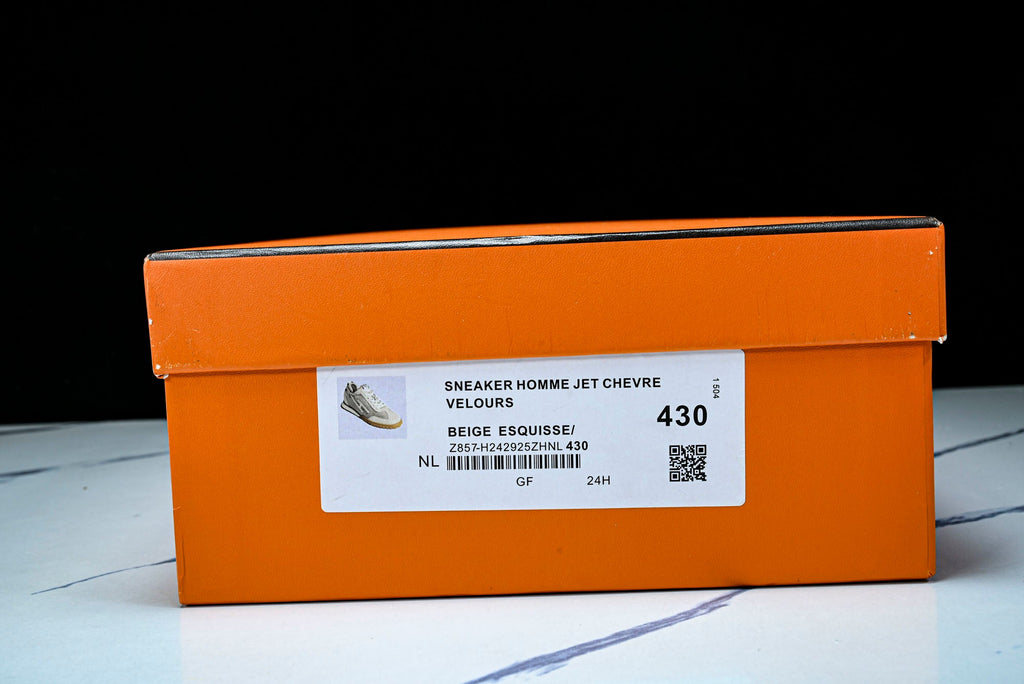 SNEAKER HOMME JET CHEVRE
VELOURS
1504
430
BEIGE ESQUISSE/
Z857-H242925ZHNL 430
NL
GF 24H